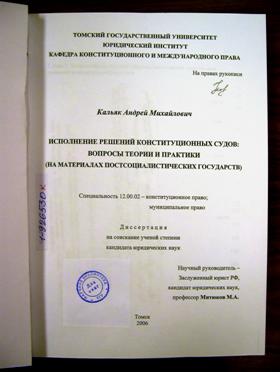 ТОМСКИЙ ГОСУДАРСТВЕННЫЙ УНИВЕРСИТЕТ
ЮРИДИЧЕСКИЙ ИНСТИТУТ
КАФЕДРА КОНСТИТУЦИОННОГО И МЕЖДУНАРОДНОГО ПРАВА
На правах рукописи
Кальяк Андрей Михайлович
ИСПОЛНЕНИЕ РЕШЕНИЙ КОНСТИТУЦИОННЫХ СУДОВ:
ВОПРОСЫ ТЕОРИИ И ПРАКТИКИ
(НА МАТЕРИАЛАХ ПОСТСОЦИАЛИСТИЧЕСКИХ ГОСУДАРСТВ)
Специальность 12.00.02 – конституционное право;
муниципальное право
Диссертация
на соискание ученой степени
кандидата юридических наук
Научный руководитель –
Заслуженный юрист РФ,
кандидат юридических наук,
профессор Митюков М.А.
Томск
2006
1-926530к